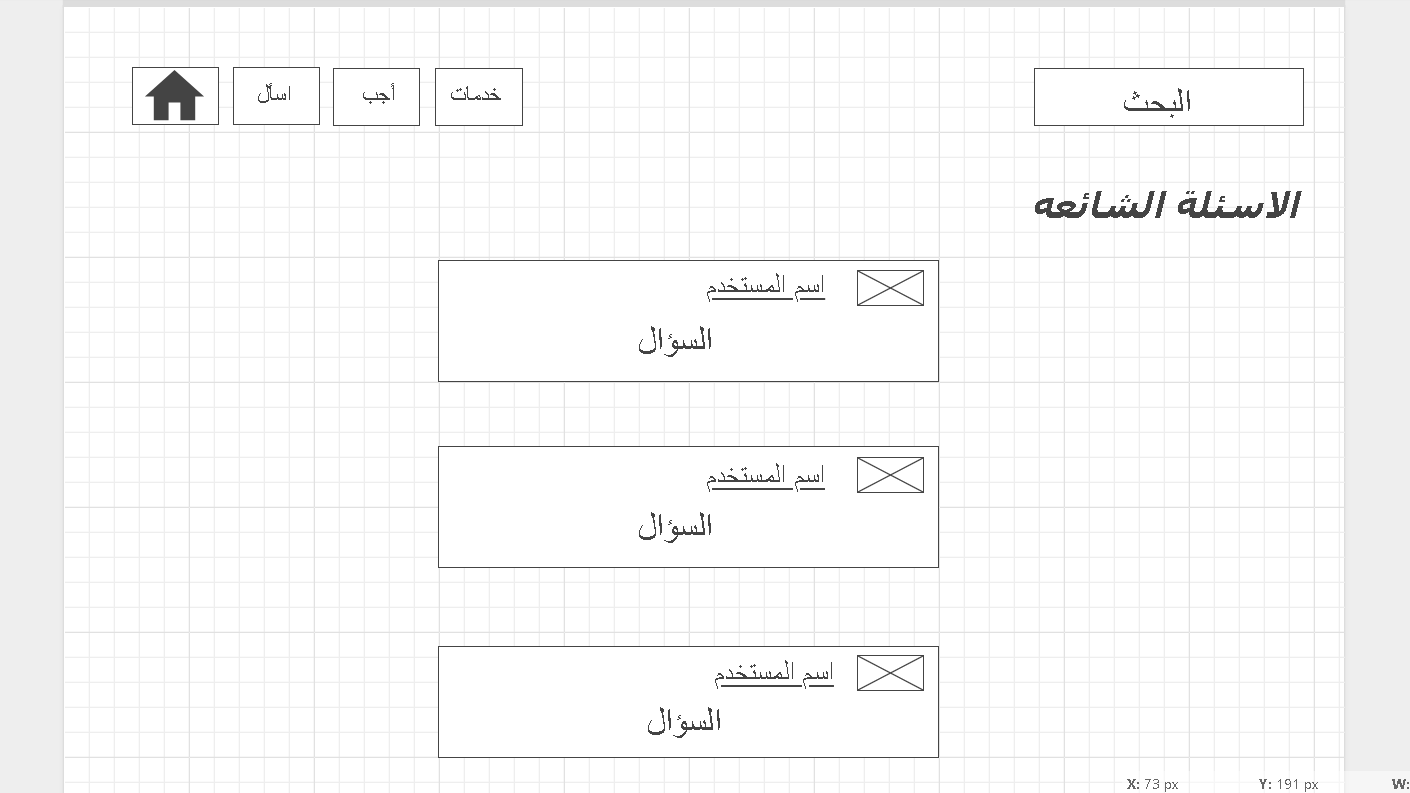 البحث
خدمات
أجب
اسأل
الاسئلة الشائعه
اسم المستخدم
السؤال
اسم المستخدم
السؤال
اسم المستخدم
السؤال
X: 73 px Y: 191 px W: